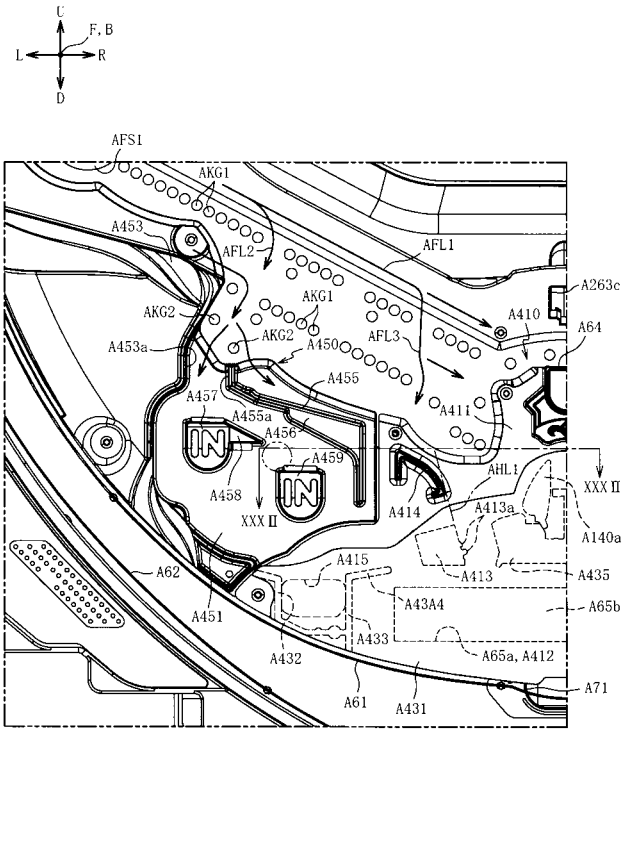 U
F, B
L
R
D
AFS1
AKG1
A453
AFL2
AFL1
A263c
AKG2
AKG1
A410
A64
A453a
AKG2
A450
AFL3
A457
A455
A411
A455a
A456
IN
A459
A458
IN
A414
AHL1
XXXⅡ
XXXⅡ
A413a
A140a
A62
A451
A415
A413
A435
A43A4
A65b
A432
A433
A65a, A412
A61
A431
A71